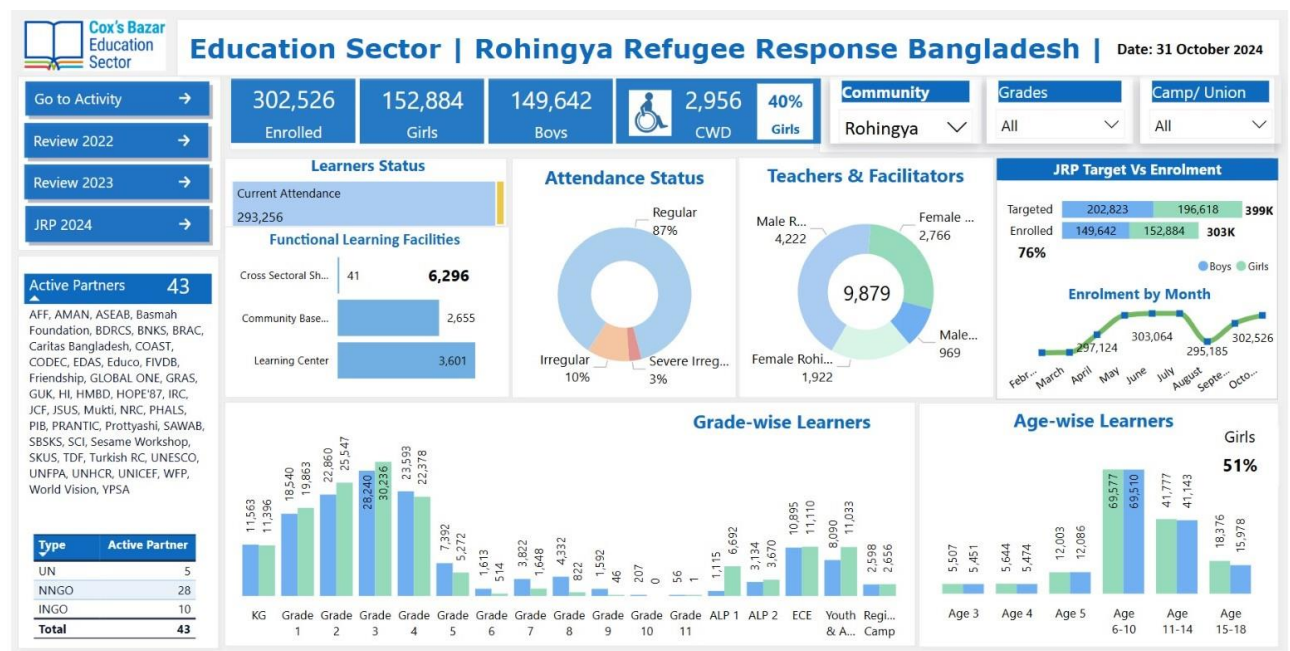 Cox's Bazar
Education
Sector
Education Sector | Rohingya Refugee Response Bangladesh | Date: 31 October 2024
Go to Activity
Review 2022
Review 2023
JRP 2024
302,526
Enrolled
152,884
Girls
149,642
Boys
2,956
CWD
40%
Girls
Community
Rohingya
Grades
All
Camp/ Union
All
Active Partners 43
AFF, AMAN, ASEAB, Basmah
Foundation, BDRCS, BNKS, BRAC,
Caritas Bangladesh, COAST,
CODEC, EDAS, Educo, FIVDB,
Friendship, GLOBAL ONE, GRAS,
GUK, HI, HMBD, HOPE'87, IRC,
JCF, JSUS, Mukti, NRC, PHALS,
PIB, PRANTIC, Prottyashi, SAWAB,
SBSKS, SCI, Sesame Workshop,
SKUS, TDF, Turkish RC, UNESCO,
UNFPA, UNHCR, UNICEF, WFP,
World Vision, YPSA
Type Active Partner
UN 5
NNGO 28
INGO 10
Total 43
Learners Status
Current Attendance
293,256
Functional Learning Facilities
Cross Sectoral Sh... 41 6,296
Community Base... 2,655
Learning Center 3,601
Attendance Status
Regular
87%
Irregular
10%
Severe Irreg...
3%
Teachers & Facilitators
Male R...
4,222
Female ...
2,766
9,879
Male...
969
Female Rohi...
1,922
JRP Target Vs Enrolment
Targeted 202,823 196,618 399K
Enrolled 149,642 152,884 303K
76%
Boys Girls
Enrolment by Month
297,124 303,064 295,185 302,526
Febr... March April May June July August Septe... Octo...
Grade-wise Learners
11,563 11,396
18,540 19,863
22,860 25,547
28,240 30,236
23,593 22,378
7,392 5,272
1,613 514
3,822 1,648
4,332 822
1,592 46
207 0
56 1
1,115 6,692
3,134 3,670
10,895 11,110
8,090 11,033
2,598 2,656
KG Grade Grade Grade Grade Grade Grade Grade Grade Grade Grade Grade ALP 1 ALP 2 ECE Youth Regi...
1 2 3 4 5 6 7 8 9 10 11 & A... Camp
Age-wise Learners
Girls
51%
5,507 5,451
5,644 5,474
12,003 12,086
69,577 69,510
41,777 41,143
18,376 15,978
Age 3 Age 4 Age 5 Age Age Age
6-10 11-14 15-18